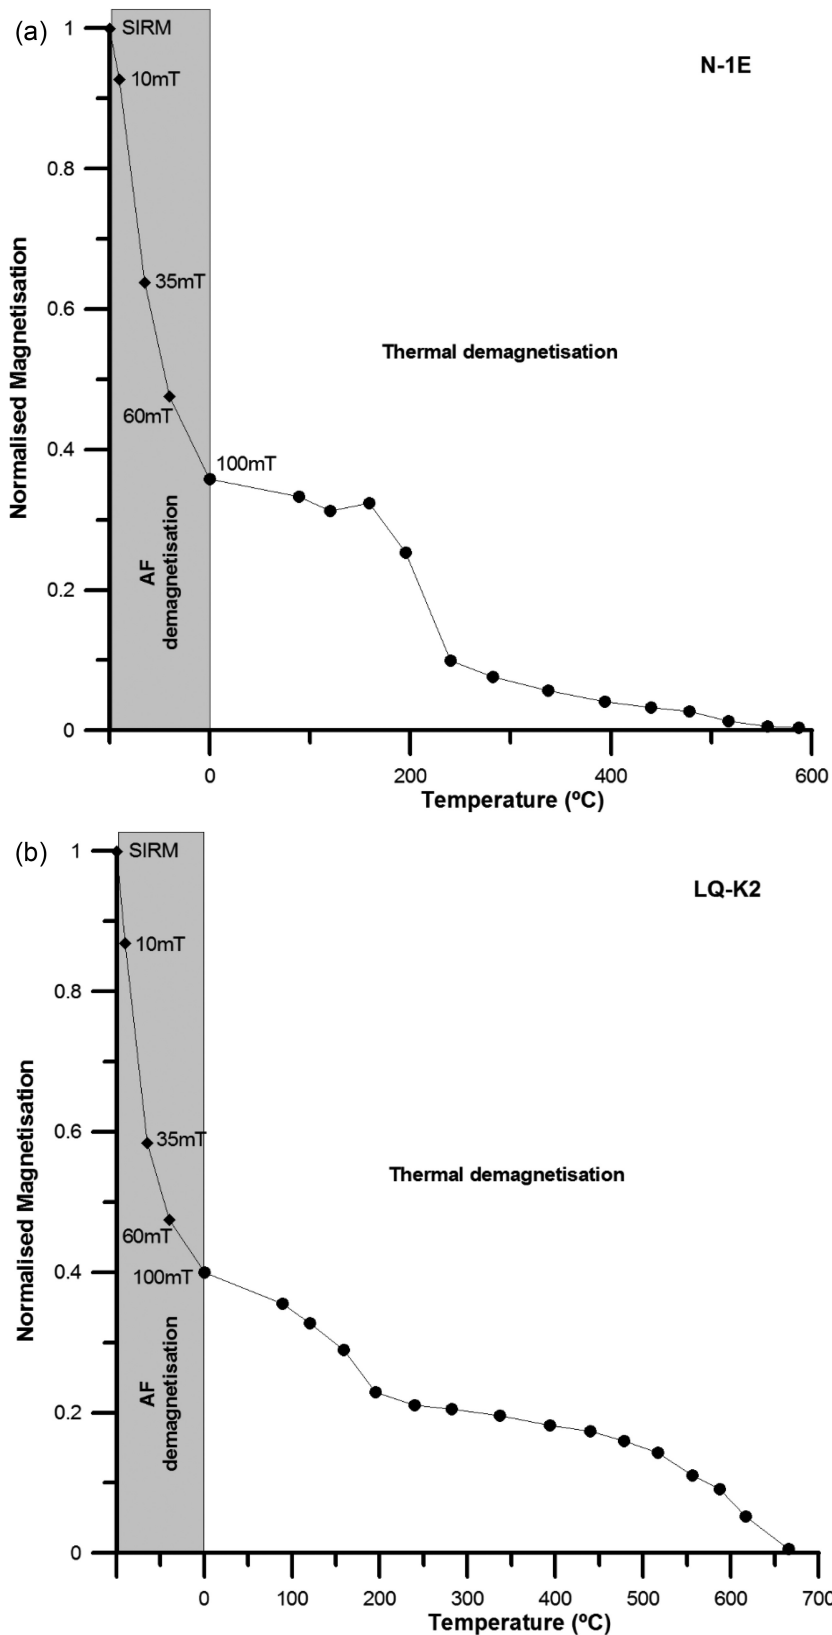 (a)
N-1E
1
0.8
0.6
0.4
0.2
0
Normalised Magnetisation
SIRM
10mT
35mT
60mT
100mT
AF
demagnetisation
Thermal demagnetisation
0
200
400
600
Temperature (ºC)
(b)
LQ-K2
1
0.8
0.6
0.4
0.2
0
Normalised Magnetisation
SIRM
10mT
35mT
60mT
100mT
AF
demagnetisation
Thermal demagnetisation
0
100
200
300
400
500
600
700
Temperature (ºC)